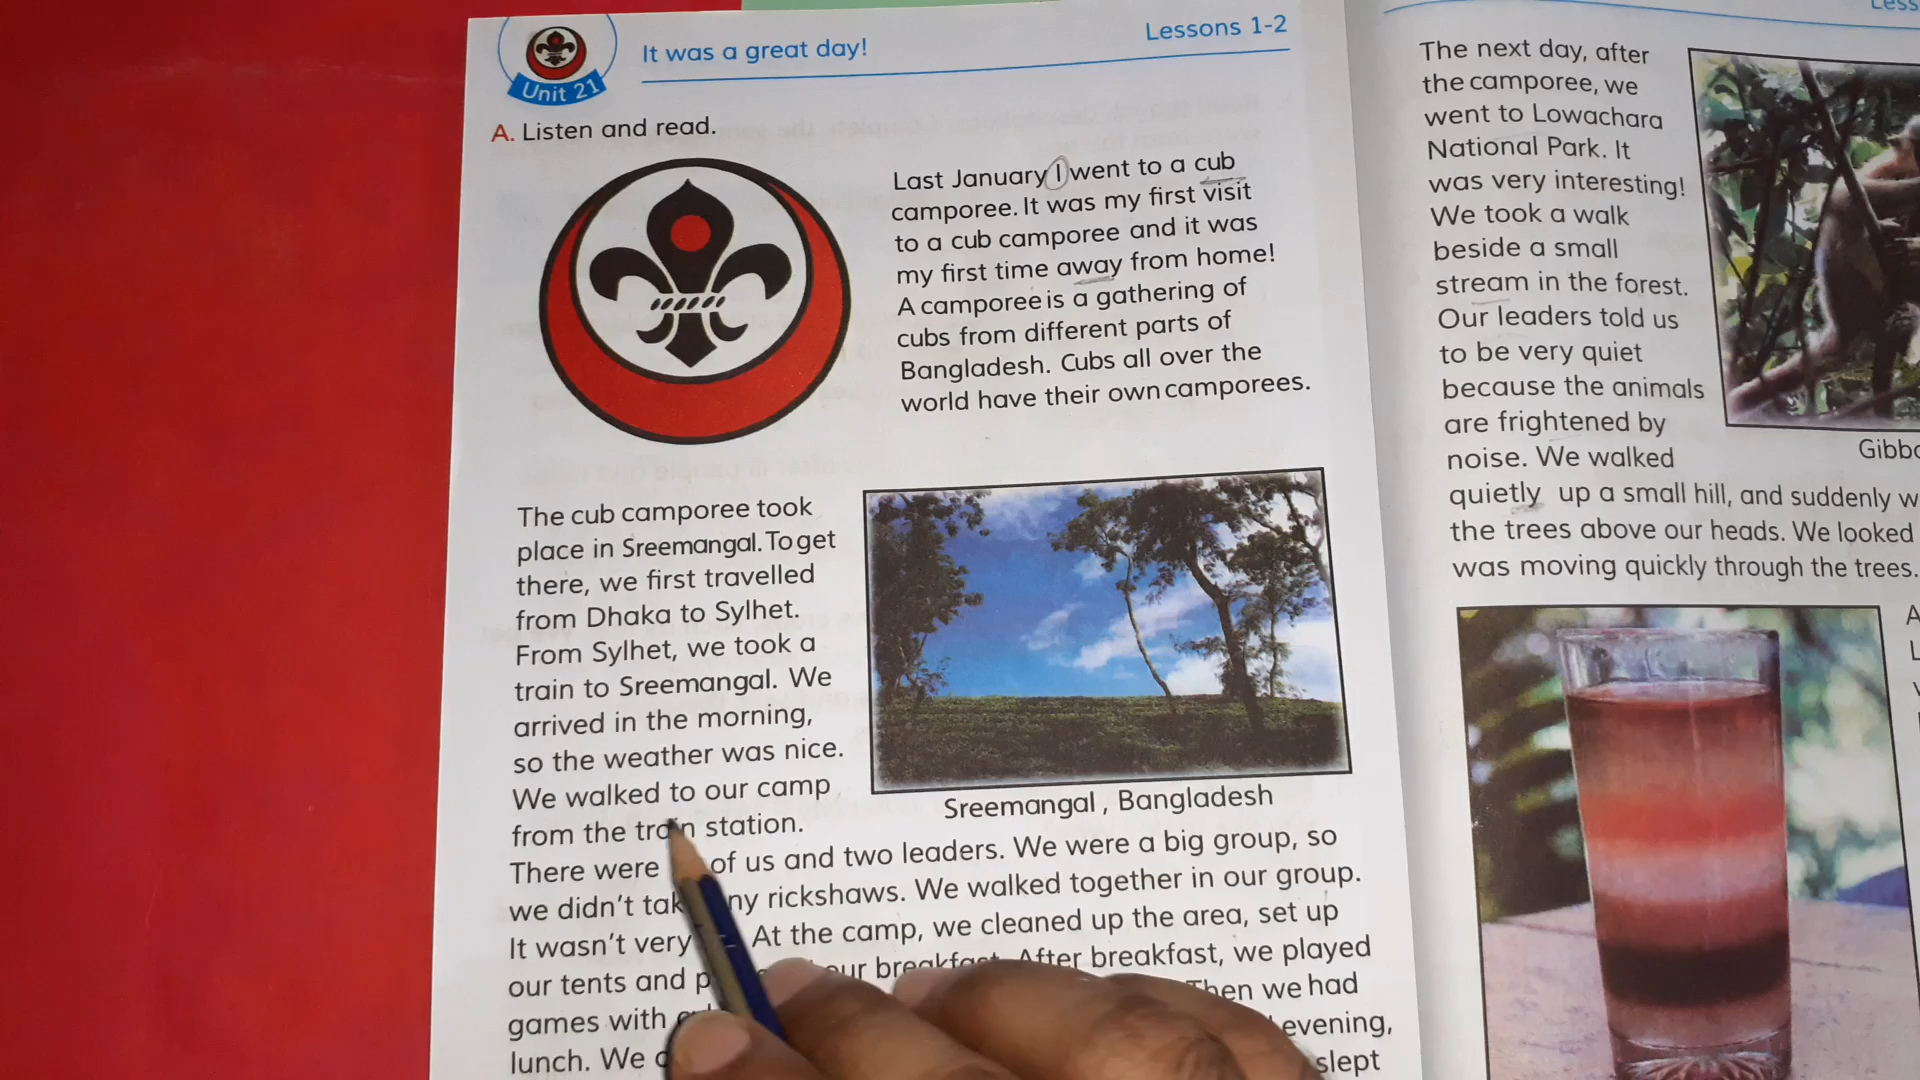 Unit 21
It was a great day!
Lessons 1-2
A. Listen and read.
Last January I went to a cub
camporee. It was my first visit
to a cub camporee and it was
my first time away from home!
A camporee is a gathering of
cubs from different parts of
Bangladesh. Cubs all over the
world have their own camporees.
The cub camporee took
place in Sreemangal. To get
there, we first travelled
from Dhaka to Sylhet.
From Sylhet, we took a
train to Sreemangal. We
arrived in the morning,
so the weather was nice.
We walked to our camp
from the train station.
Sreemangal, Bangladesh
There were of us and two leaders. We were a big group, so
we didn't rickshaws. We walked together in our group.
It wasn't very At the camp, we cleaned up the area, set up
our tents and our breakfast. After breakfast, we played
games with Then we had
lunch. We evening,
slept
The next day, after
the camporee, we
went to Lowachara
National Park. It
was very interesting!
We took a walk
beside a small
stream in the forest.
Our leaders told us
to be very quiet
because the animals
are frightened by
noise. We walked
quietly up a small hill, and suddenly
the trees above our heads. We looked
was moving quickly through the trees.